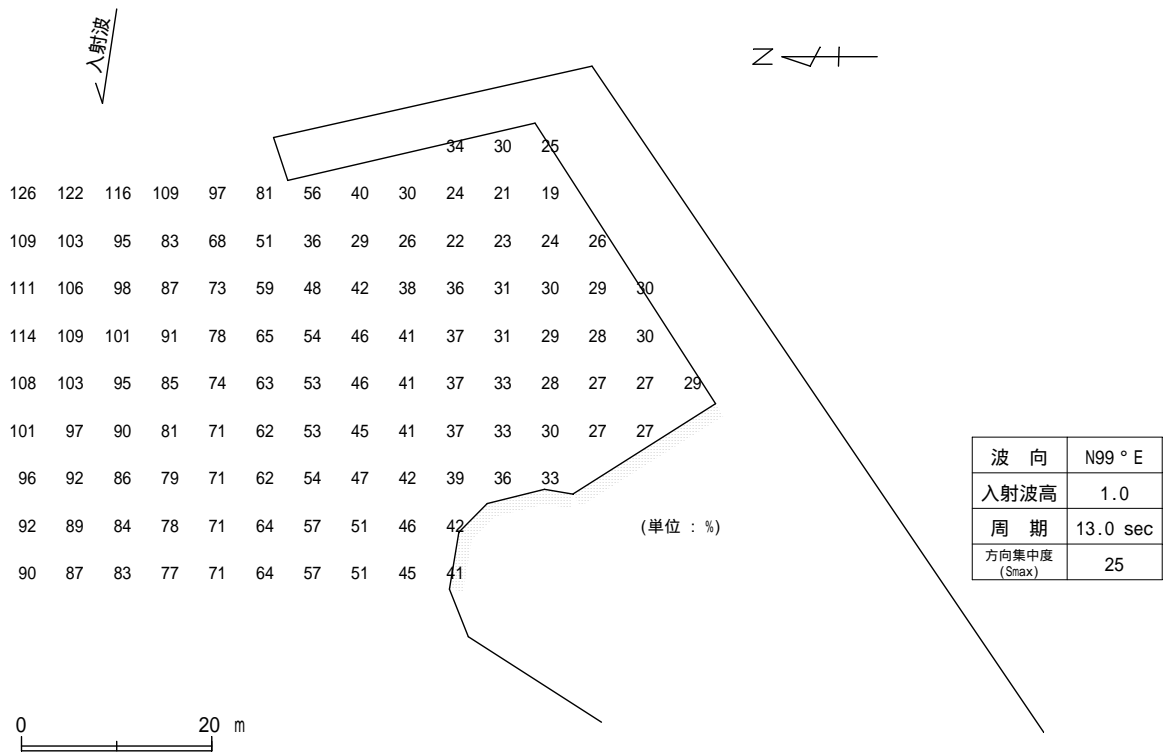 入射波
N
34 30 25
126 122 116 109 97 81 56 40 30 24 21 19
109 103 95 83 68 51 36 29 26 22 23 24 26
111 106 98 87 73 59 48 42 38 36 31 30 29 30
114 109 101 91 78 65 54 46 41 37 31 29 28 30
108 103 95 85 74 63 53 46 41 37 33 28 27 27 29
101 97 90 81 71 62 53 45 41 37 33 30 27 27
96 92 86 79 71 62 54 47 42 39 36 33
92 89 84 78 71 64 57 51 46 42
(単位 : %)
90 87 83 77 71 64 57 51 45 41
波 向 N99°E
入射波高 1.0
周 期 13.0 sec
方向集中度
(Smax) 25
0 20 m